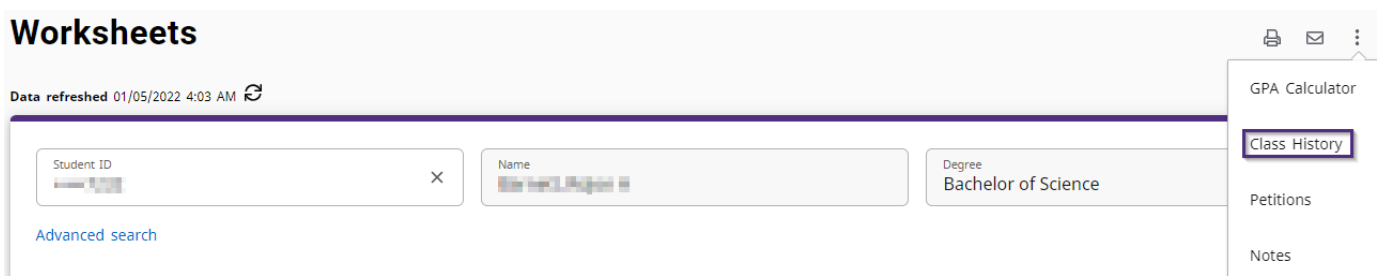 Worksheets
Data refreshed 01/05/2022 4:03 AM
GPA Calculator
Class History
Petitions
Notes
Student ID
Name
Degree
Bachelor of Science
Advanced search